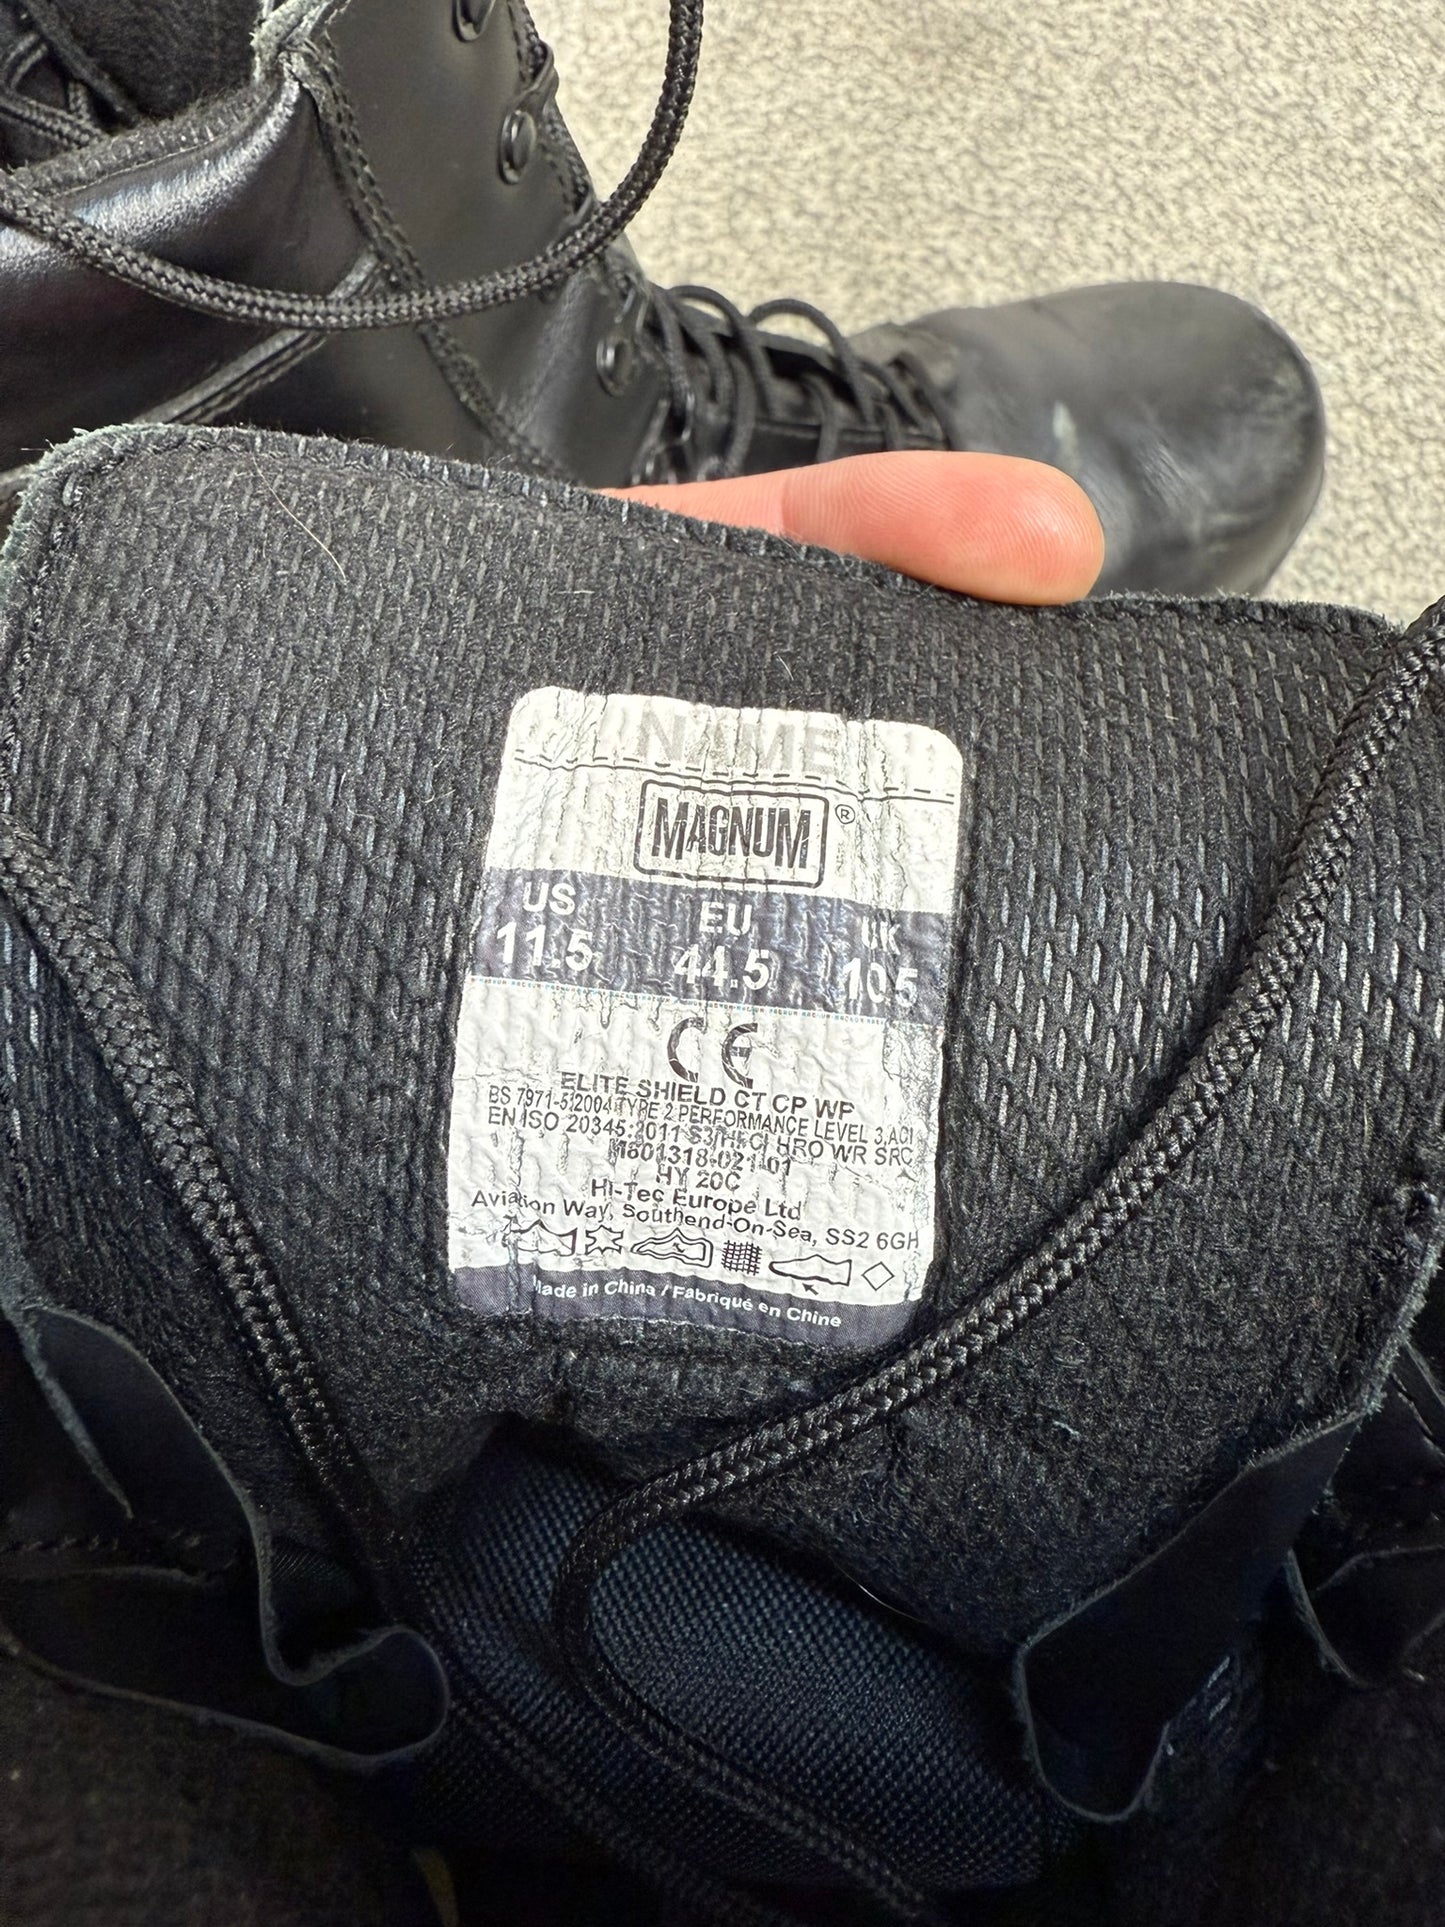 NAME
MAGNUM®
US EU UK
11.5 44.5 10.5
CE
ELITE SHIELD CT CP WP
BS 7971-5:2004 TYPE 2 PERFORMANCE LEVEL 3,ACI
EN ISO 20345:2011 S3/HI CI HRO WR SRC
M801318-021-01
HY 20C
Hi-Tec Europe Ltd
Aviation Way, Southend-On-Sea, SS2 6GH
Made in China / Fabriqué en Chine